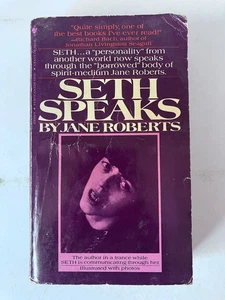 "Quite simply, one of
the best books I've ever read!"
—Richard Bach, author of
Jonathan Livingston Seagull
SETH...a "personality" from
another world now speaks
through the "borrowed" body of
spirit-medium Jane Roberts.
SETH
SPEAKS
BY JANE ROBERTS
The author in a trance while
SETH is communicating through her
Illustrated with photos